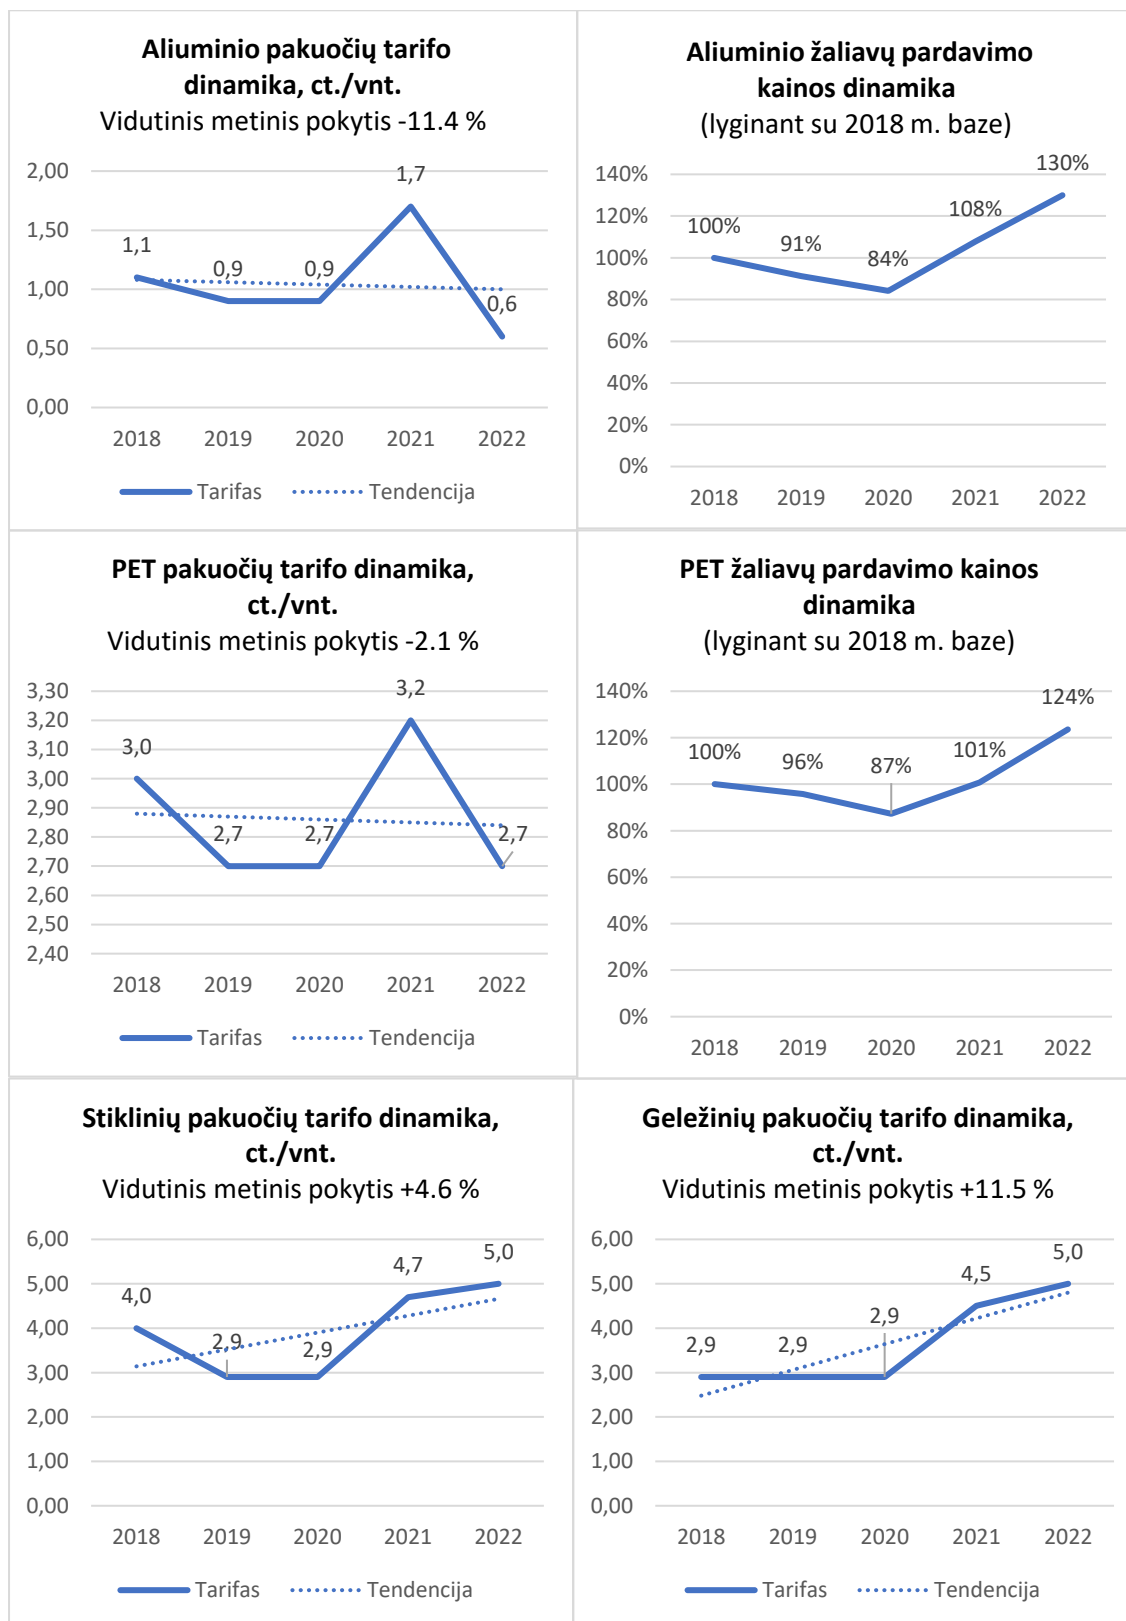 Aliuminio pakuočių tarifo
dinamika, ct./vnt.
Vidutinis metinis pokytis -11.4 %
2,00
1,50
1,00
0,50
0,00
1,1
0,9
0,9
1,7
0,6
2018 2019 2020 2021 2022
Tarifas Tendencija
Aliuminio žaliavų pardavimo
kainos dinamika
(lyginant su 2018 m. baze)
140%
120%
100%
80%
60%
40%
20%
0%
100%
91%
84%
108%
130%
2018 2019 2020 2021 2022
PET pakuočių tarifo dinamika,
ct./vnt.
Vidutinis metinis pokytis -2.1 %
3,30
3,20
3,10
3,00
2,90
2,80
2,70
2,60
2,50
2,40
3,0
2,7
2,7
3,2
2,7
2018 2019 2020 2021 2022
Tarifas Tendencija
PET žaliavų pardavimo kainos
dinamika
(lyginant su 2018 m. baze)
140%
120%
100%
80%
60%
40%
20%
0%
100%
96%
87%
101%
124%
2018 2019 2020 2021 2022
Stiklinių pakuočių tarifo dinamika,
ct./vnt.
Vidutinis metinis pokytis +4.6 %
6,00
5,00
4,00
3,00
2,00
1,00
0,00
4,0
2,9
2,9
4,7
5,0
2018 2019 2020 2021 2022
Tarifas Tendencija
Geležinių pakuočių tarifo dinamika,
ct./vnt.
Vidutinis metinis pokytis +11.5 %
6,00
5,00
4,00
3,00
2,00
1,00
0,00
2,9
2,9
2,9
4,5
5,0
2018 2019 2020 2021 2022
Tarifas Tendencija